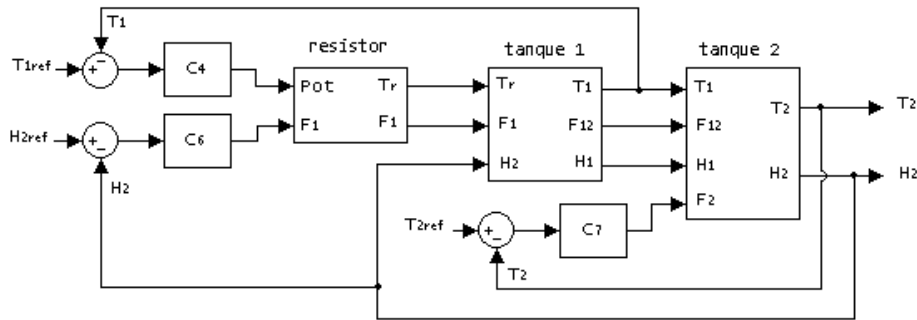 T1
resistor
tanque 1
tanque 2
T1ref
+
-
C4
Pot
Tr
F1
F1
Tr
T1
F1
F12
H2
H1
T1
T2
F12
H1
H2
F2
T2
H2
H2ref
+
-
C6
H2
T2ref
+
-
C7
T2